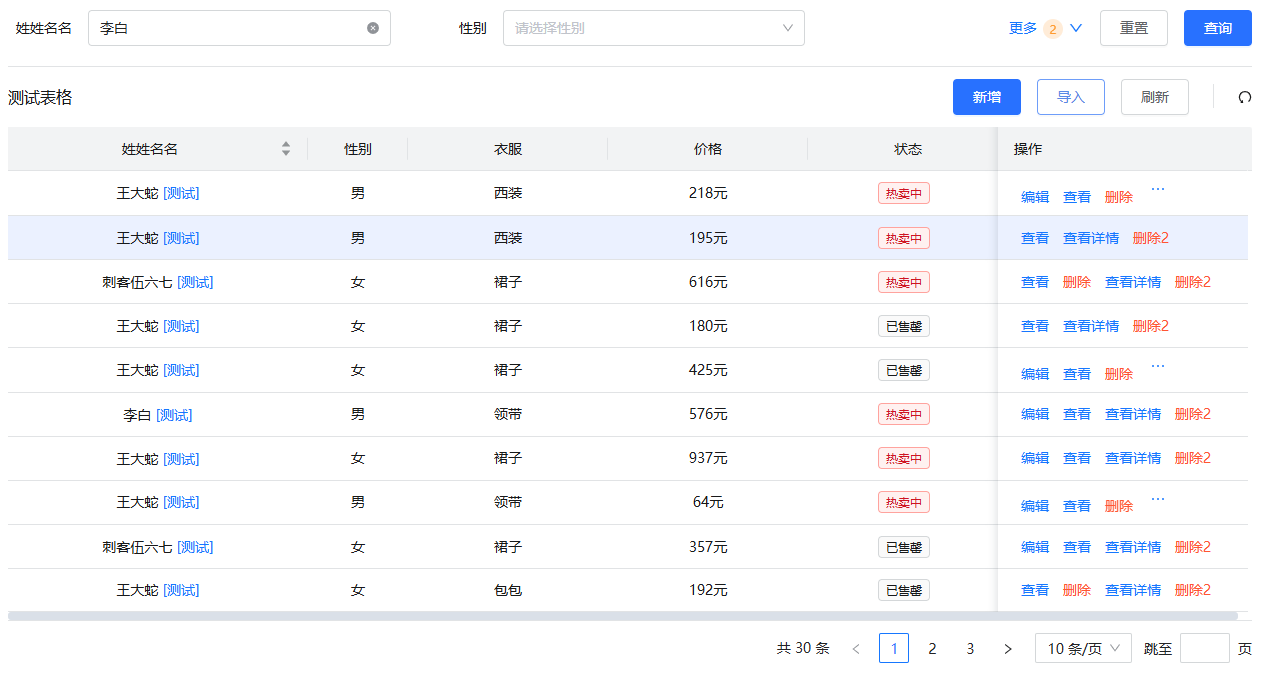 姓姓名名 李白 性别 请选择性别 更多 2 重置 查询
测试表格 新增 导入 刷新
姓姓名名 性别 衣服 价格 状态 操作
王大蛇 [测试] 男 西装 218元 热卖中 编辑 查看 删除 ...
王大蛇 [测试] 男 西装 195元 热卖中 查看 查看详情 删除2
刺客伍六七 [测试] 女 裙子 616元 热卖中 查看 删除 查看详情 删除2
王大蛇 [测试] 女 裙子 180元 已售罄 查看 查看详情 删除2
王大蛇 [测试] 女 裙子 425元 已售罄 编辑 查看 删除 ...
李白 [测试] 男 领带 576元 热卖中 编辑 查看 查看详情 删除2
王大蛇 [测试] 女 裙子 937元 热卖中 编辑 查看 查看详情 删除2
王大蛇 [测试] 男 领带 64元 热卖中 编辑 查看 删除 ...
刺客伍六七 [测试] 女 裙子 357元 已售罄 编辑 查看 查看详情 删除2
王大蛇 [测试] 女 包包 192元 已售罄 查看 删除 查看详情 删除2
共 30 条 < 1 2 3 > 10 条/页 跳至 页